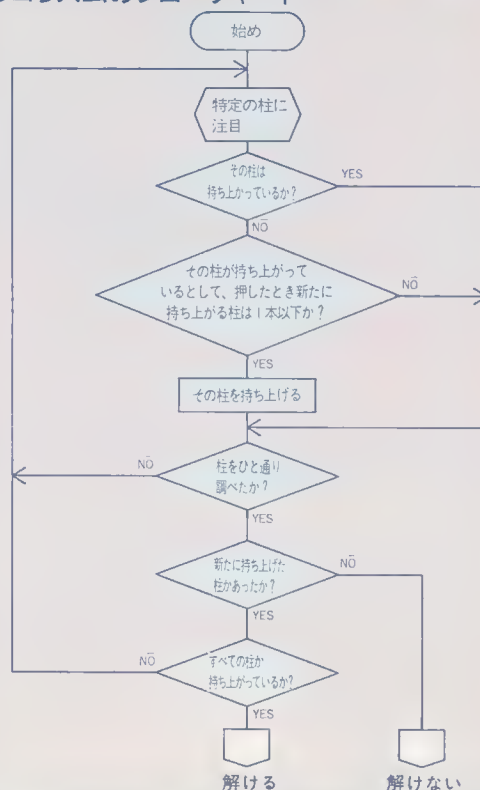 始め
特定の柱に
注目
その柱は
持ち上がっているか？
YES
NO
その柱が持ち上がって
いるとして、押したとき新たに
持ち上がる柱は1本以下か？
NO
YES
その柱を持ち上げる
柱をひと通り
調べたか？
NO
YES
新たに持ち上げた
柱があったか？
NO
YES
すべての柱が
持ち上がっているか？
NO
YES
解ける
解けない